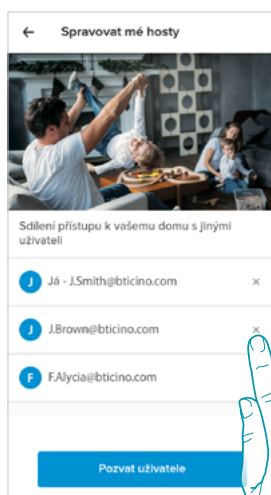 ← Spravovat mé hosty
Sdílení přístupu k vašemu domu s jinými
uživateli
J Já - J.Smith@bticino.com ×
J J.Brown@bticino.com ×
F F.Alycia@bticino.com
Pozvat uživatele